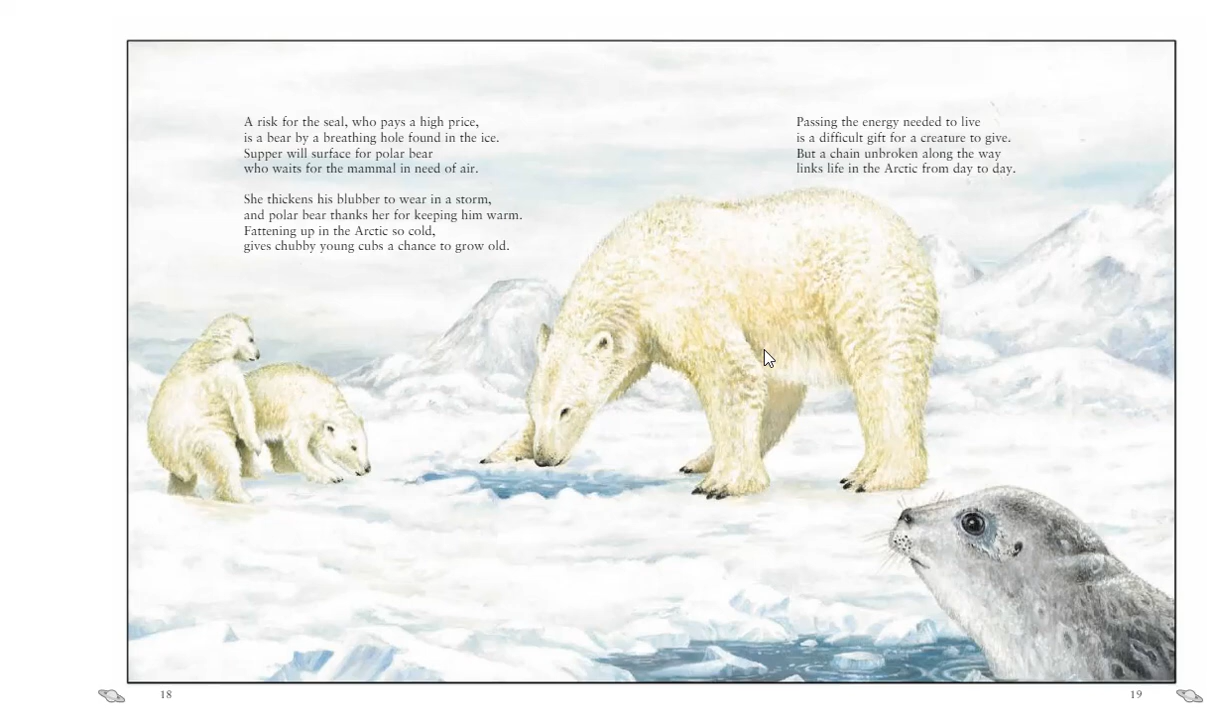 A risk for the seal, who pays a high price,
is a bear by a breathing hole found in the ice.
Supper will surface for polar bear
who waits for the mammal in need of air.
She thickens his blubber to wear in a storm,
and polar bear thanks her for keeping him warm.
Fattening up in the Arctic so cold,
gives chubby young cubs a chance to grow old.
Passing the energy needed to live
is a difficult gift for a creature to give.
But a chain unbroken along the way
links life in the Arctic from day to day.
18
19